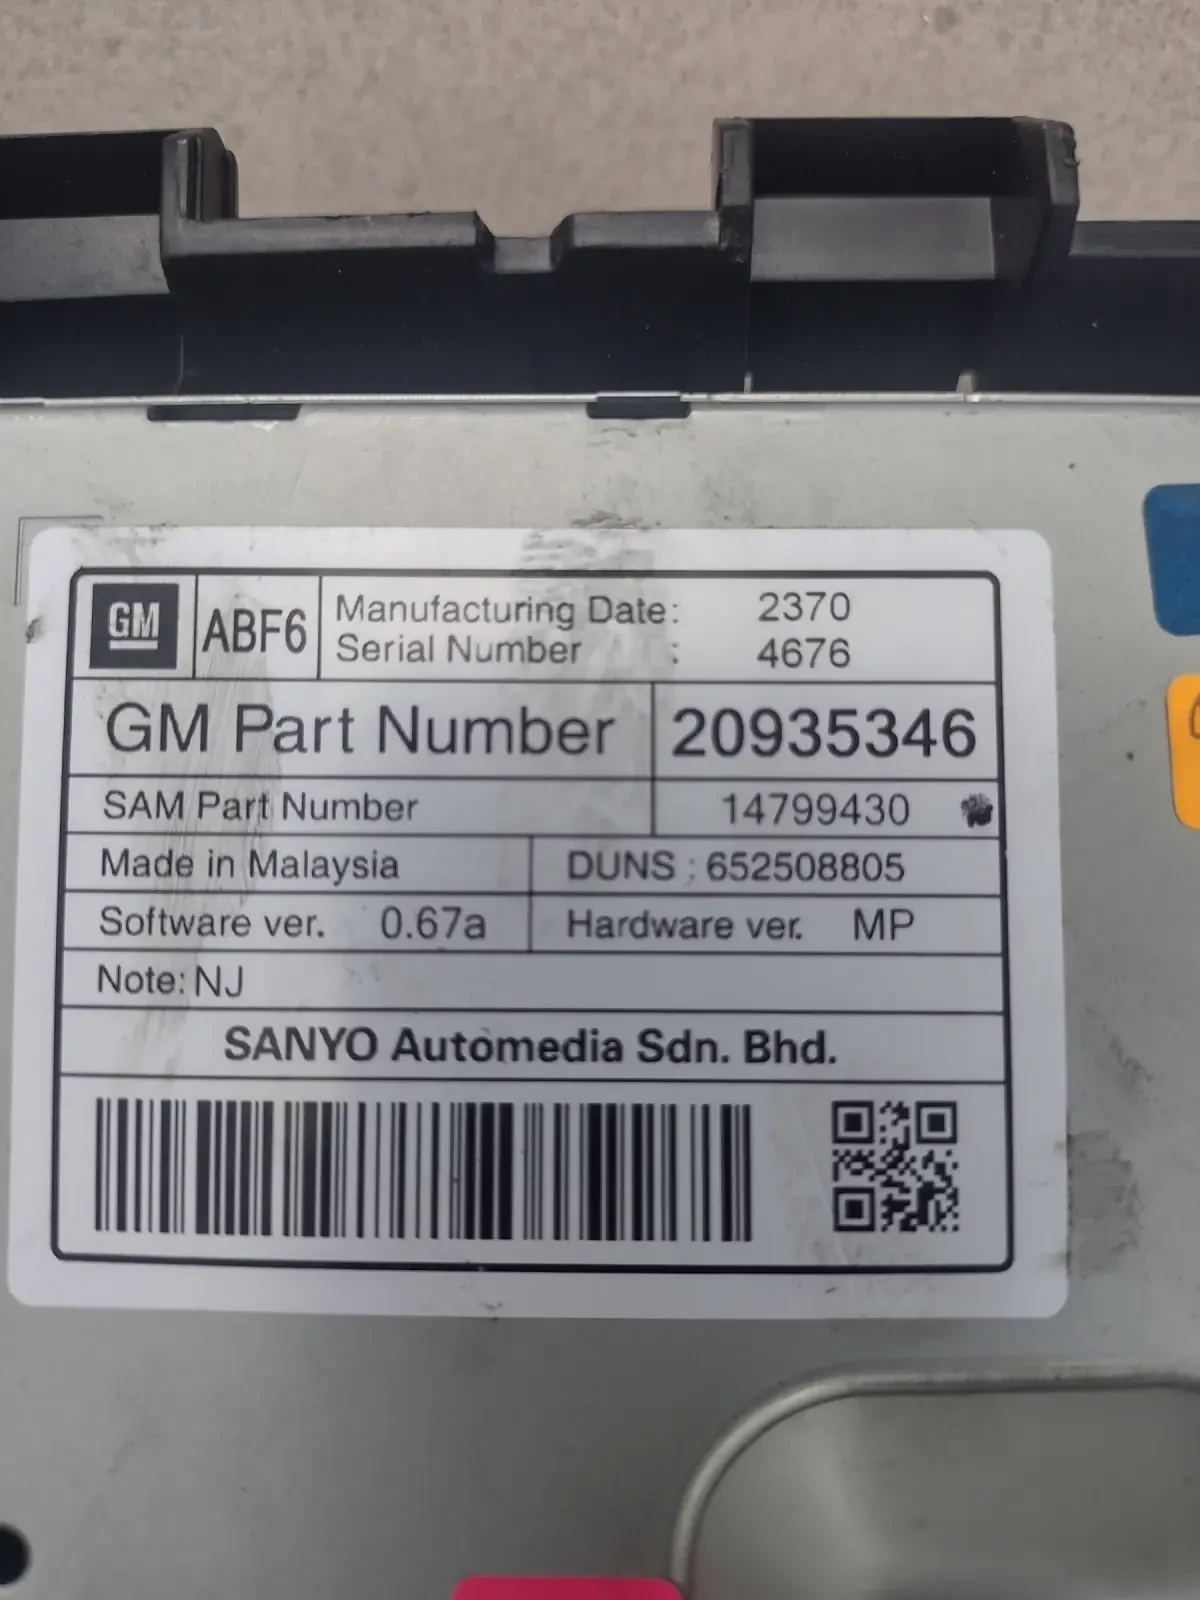 GM
ABF6
Manufacturing Date: 2370
Serial Number : 4676
GM Part Number 20935346
SAM Part Number 14799430
Made in Malaysia DUNS : 652508805
Software ver. 0.67a Hardware ver. MP
Note: NJ
SANYO Automedia Sdn. Bhd.